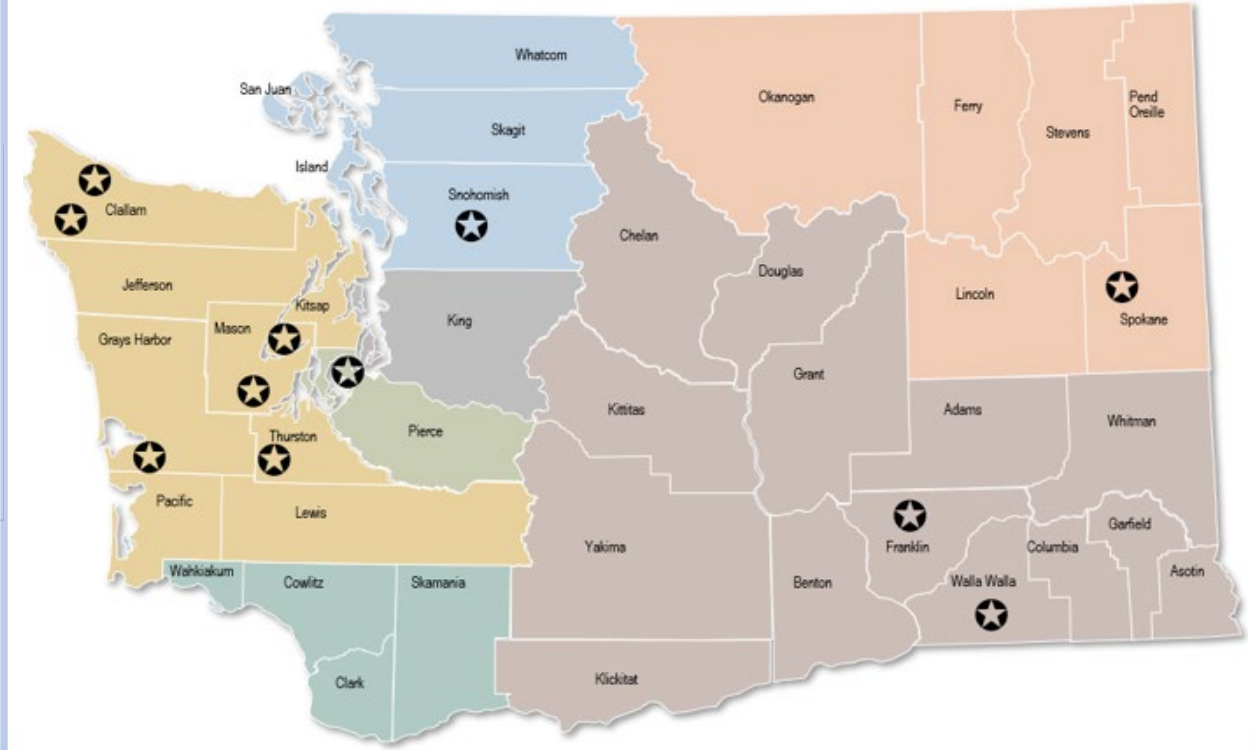 Whatcom
San Juan
Okanogan
Ferry
Pend
Oreille
Stevens
Skagit
Island
Snohomish
Clallam
Chelan
Douglas
Jefferson
Lincoln
Kitsap
Spokane
King
Mason
Grays Harbor
Grant
Kittitas
Adams
Whitman
Pierce
Thurston
Pacific
Lewis
Garfield
Yakima
Franklin
Columbia
Wahkiakum
Cowlitz
Skamania
Benton
Walla Walla
Asotin
Clark
Klickitat